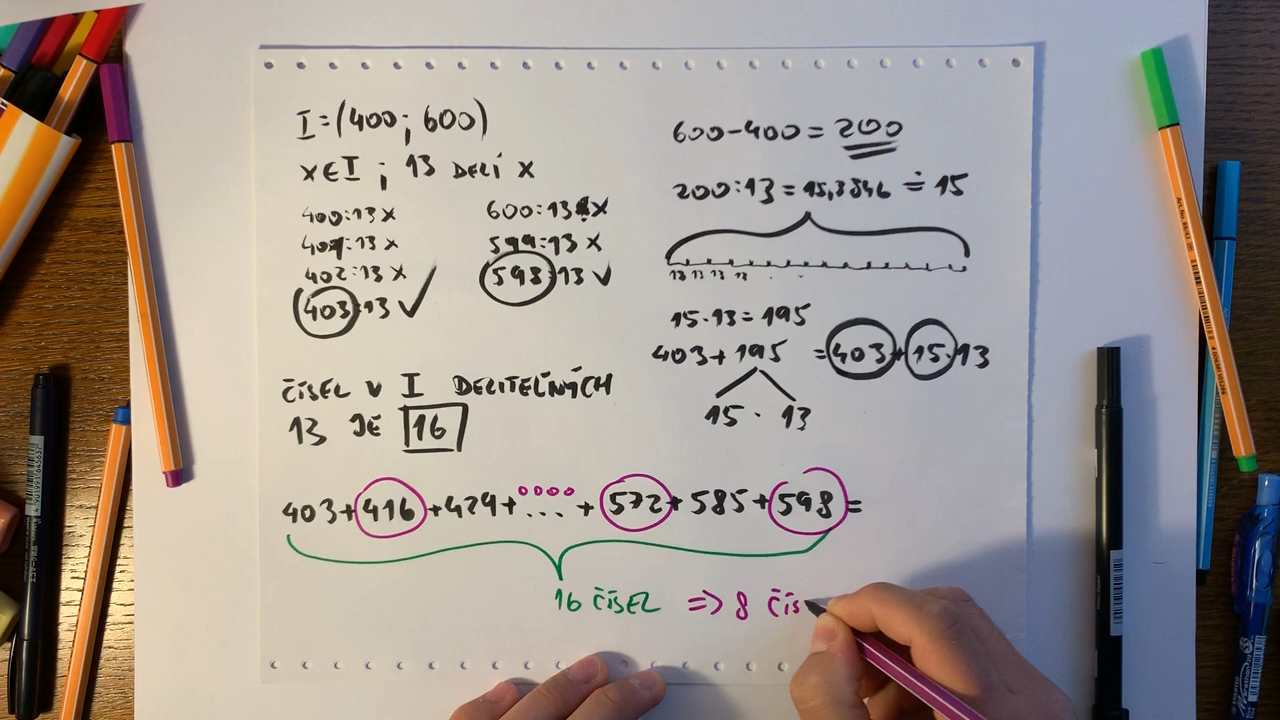 I=(400; 600)
x∈I ; 13 DELÍ x
400:13 x
401:13 x
402:13 x
403:13 ✓
600:13 x
599:13 x
598:13 ✓
ČÍSEL V I DELITEĽNÝCH
13 JE 16
600-400=200
200:13=15,3846≐15
13 13 13 13
15·13=195
403+195 =403+15·13
15 · 13
403+416+429+...+572+585+598=
16 ČÍSEL => 8 ČÍS